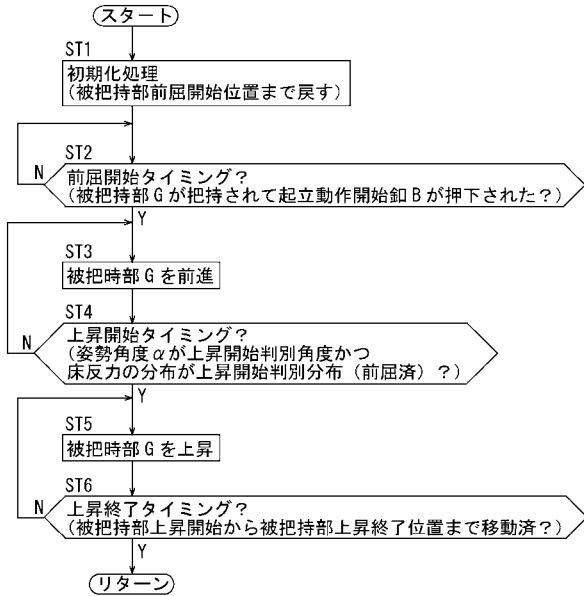 スタート
ST1
初期化処理
(被把持部前屈開始位置まで戻す)
ST2
N
前屈開始タイミング?
(被把持部Gが把持されて起立動作開始釦Bが押下された?)
Y
ST3
被把時部Gを前進
ST4
N
上昇開始タイミング?
(姿勢角度αが上昇開始判別角度かつ
床反力の分布が上昇開始判別分布(前屈済)?)
Y
ST5
被把時部Gを上昇
ST6
N
上昇終了タイミング?
(被把持部上昇開始から被把持部上昇終了位置まで移動済?)
Y
リターン